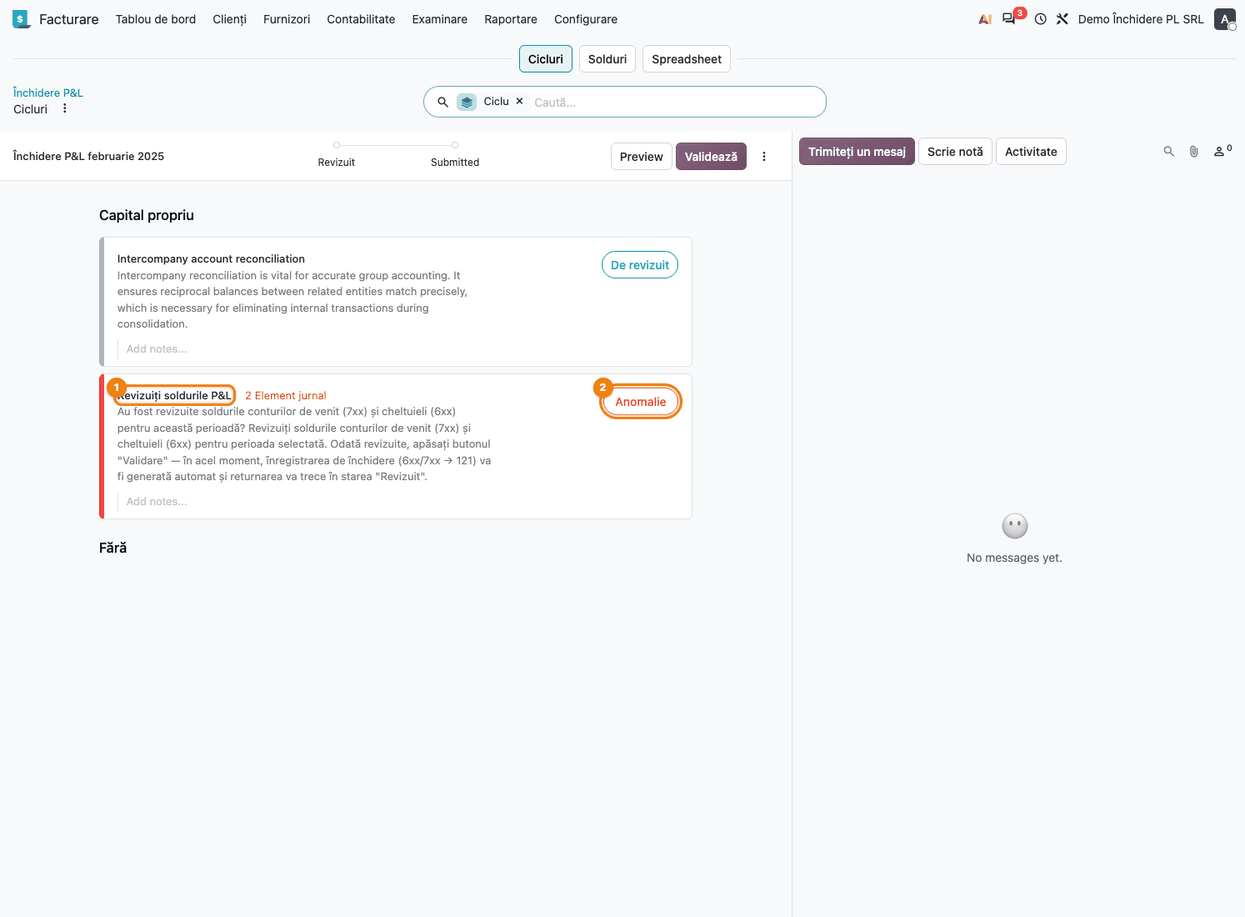 Facturare Tablou de bord Clienți Furnizori Contabilitate Examinare Raportare Configurare AI 3 Demo Închidere PL SRL A
Cicluri Solduri Spreadsheet
Închidere P&L
Cicluri
Ciclu × Caută...
Închidere P&L februarie 2025
Revizuit Submitted
Preview Validează
Trimiteți un mesaj Scrie notă Activitate 0
Capital propriu
Intercompany account reconciliation De revizuit
Intercompany reconciliation is vital for accurate group accounting. It
ensures reciprocal balances between related entities match precisely,
which is necessary for eliminating internal transactions during
consolidation.
Add notes...
1 Revizuiți soldurile P&L 2 Element jurnal 2 Anomalie
Au fost revizuite soldurile conturilor de venit (7xx) și cheltuieli (6xx)
pentru această perioadă? Revizuiți soldurile conturilor de venit (7xx) și
cheltuieli (6xx) pentru perioada selectată. Odată revizuite, apăsați butonul
"Validare" — în acel moment, înregistrarea de închidere (6xx/7xx → 121) va
fi generată automat și returnarea va trece în starea "Revizuit".
Add notes...
Fără
No messages yet.